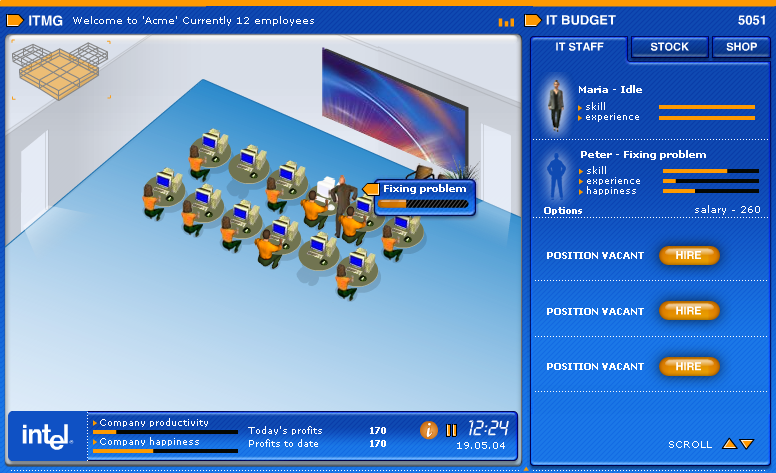 ITMG Welcome to 'Acme' Currently 12 employees
IT BUDGET 5051
IT STAFF STOCK SHOP
Maria - Idle
skill
experience
Peter - Fixing problem
skill
experience
happiness
Options salary - 260
POSITION VACANT HIRE
POSITION VACANT HIRE
POSITION VACANT HIRE
SCROLL
Fixing problem
intel
Company productivity
Company happiness
Today's profits 170
Profits to date 170
i
12:24
19.05.04